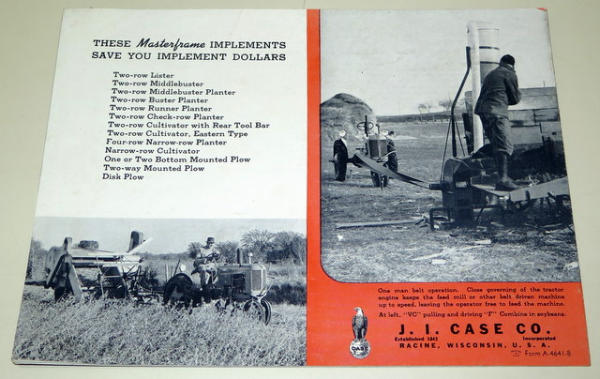 THESE Masterframe IMPLEMENTS
SAVE YOU IMPLEMENT DOLLARS
Two-row Lister
Two-row Middlebuster
Two-row Middlebuster Planter
Two-row Buster Planter
Two-row Runner Planter
Two-row Check-row Planter
Two-row Cultivator with Rear Tool Bar
Two-row Cultivator, Eastern Type
Four-row Narrow-row Planter
Narrow-row Cultivator
One or Two Bottom Mounted Plow
Two-way Mounted Plow
Disk Plow
One man belt operation. Close governing of the tractor
engine keeps the feed mill or other belt driven machine
up to speed, leaving the operator free to feed the machine.
At left, "VC" pulling and driving "F" Combine in soybeans.
J. I. CASE CO.
Established 1842 Incorporated
RACINE, WISCONSIN, U. S. A.
CASE
Form A-4641-B